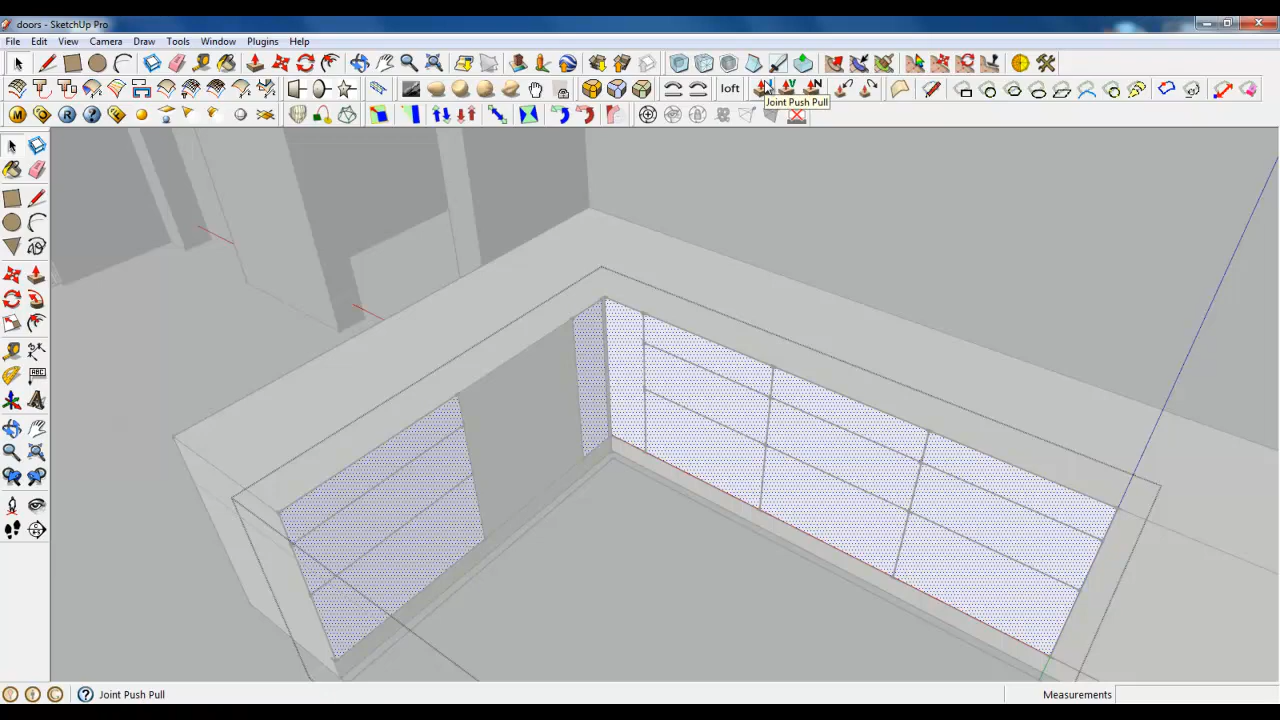 doors - SketchUp Pro
File Edit View Camera Draw Tools Window Plugins Help
loft
Joint Push Pull
M O R ? C
ABC
Joint Push Pull
Measurements